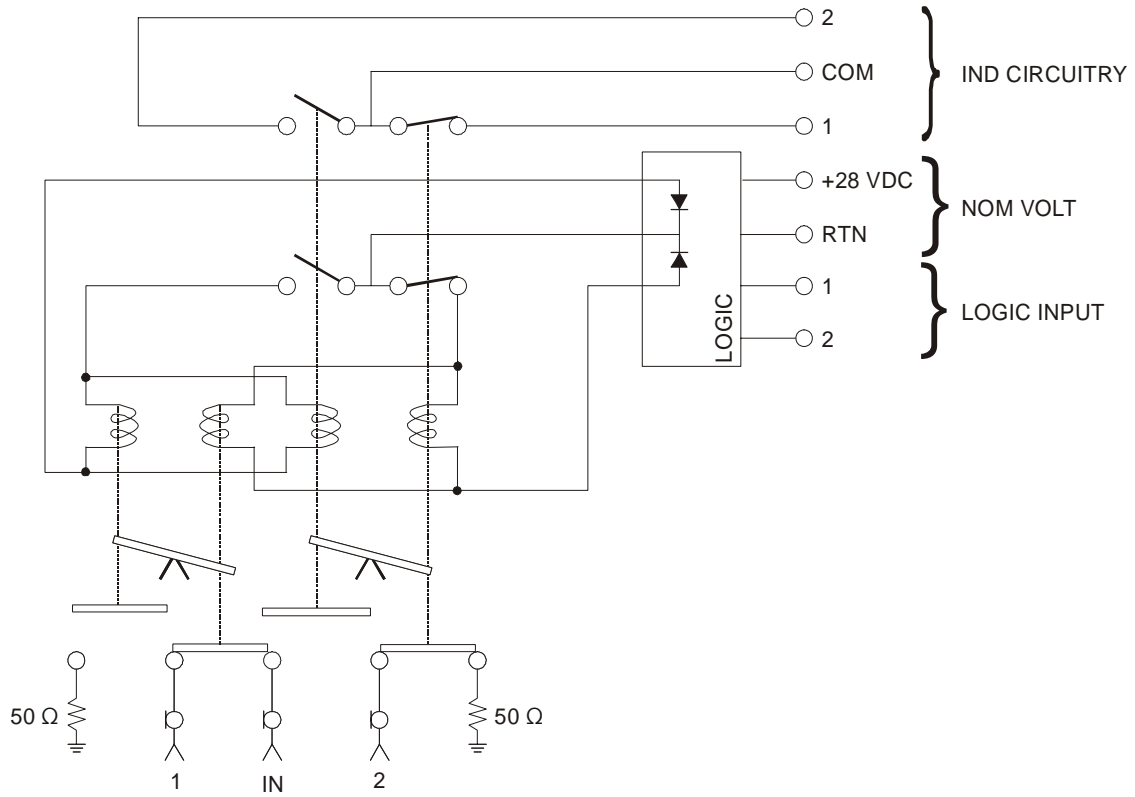 2
COM
IND CIRCUITRY
1
+28 VDC
NOM VOLT
RTN
1
LOGIC INPUT
2
LOGIC
50 Ω
50 Ω
1
IN
2